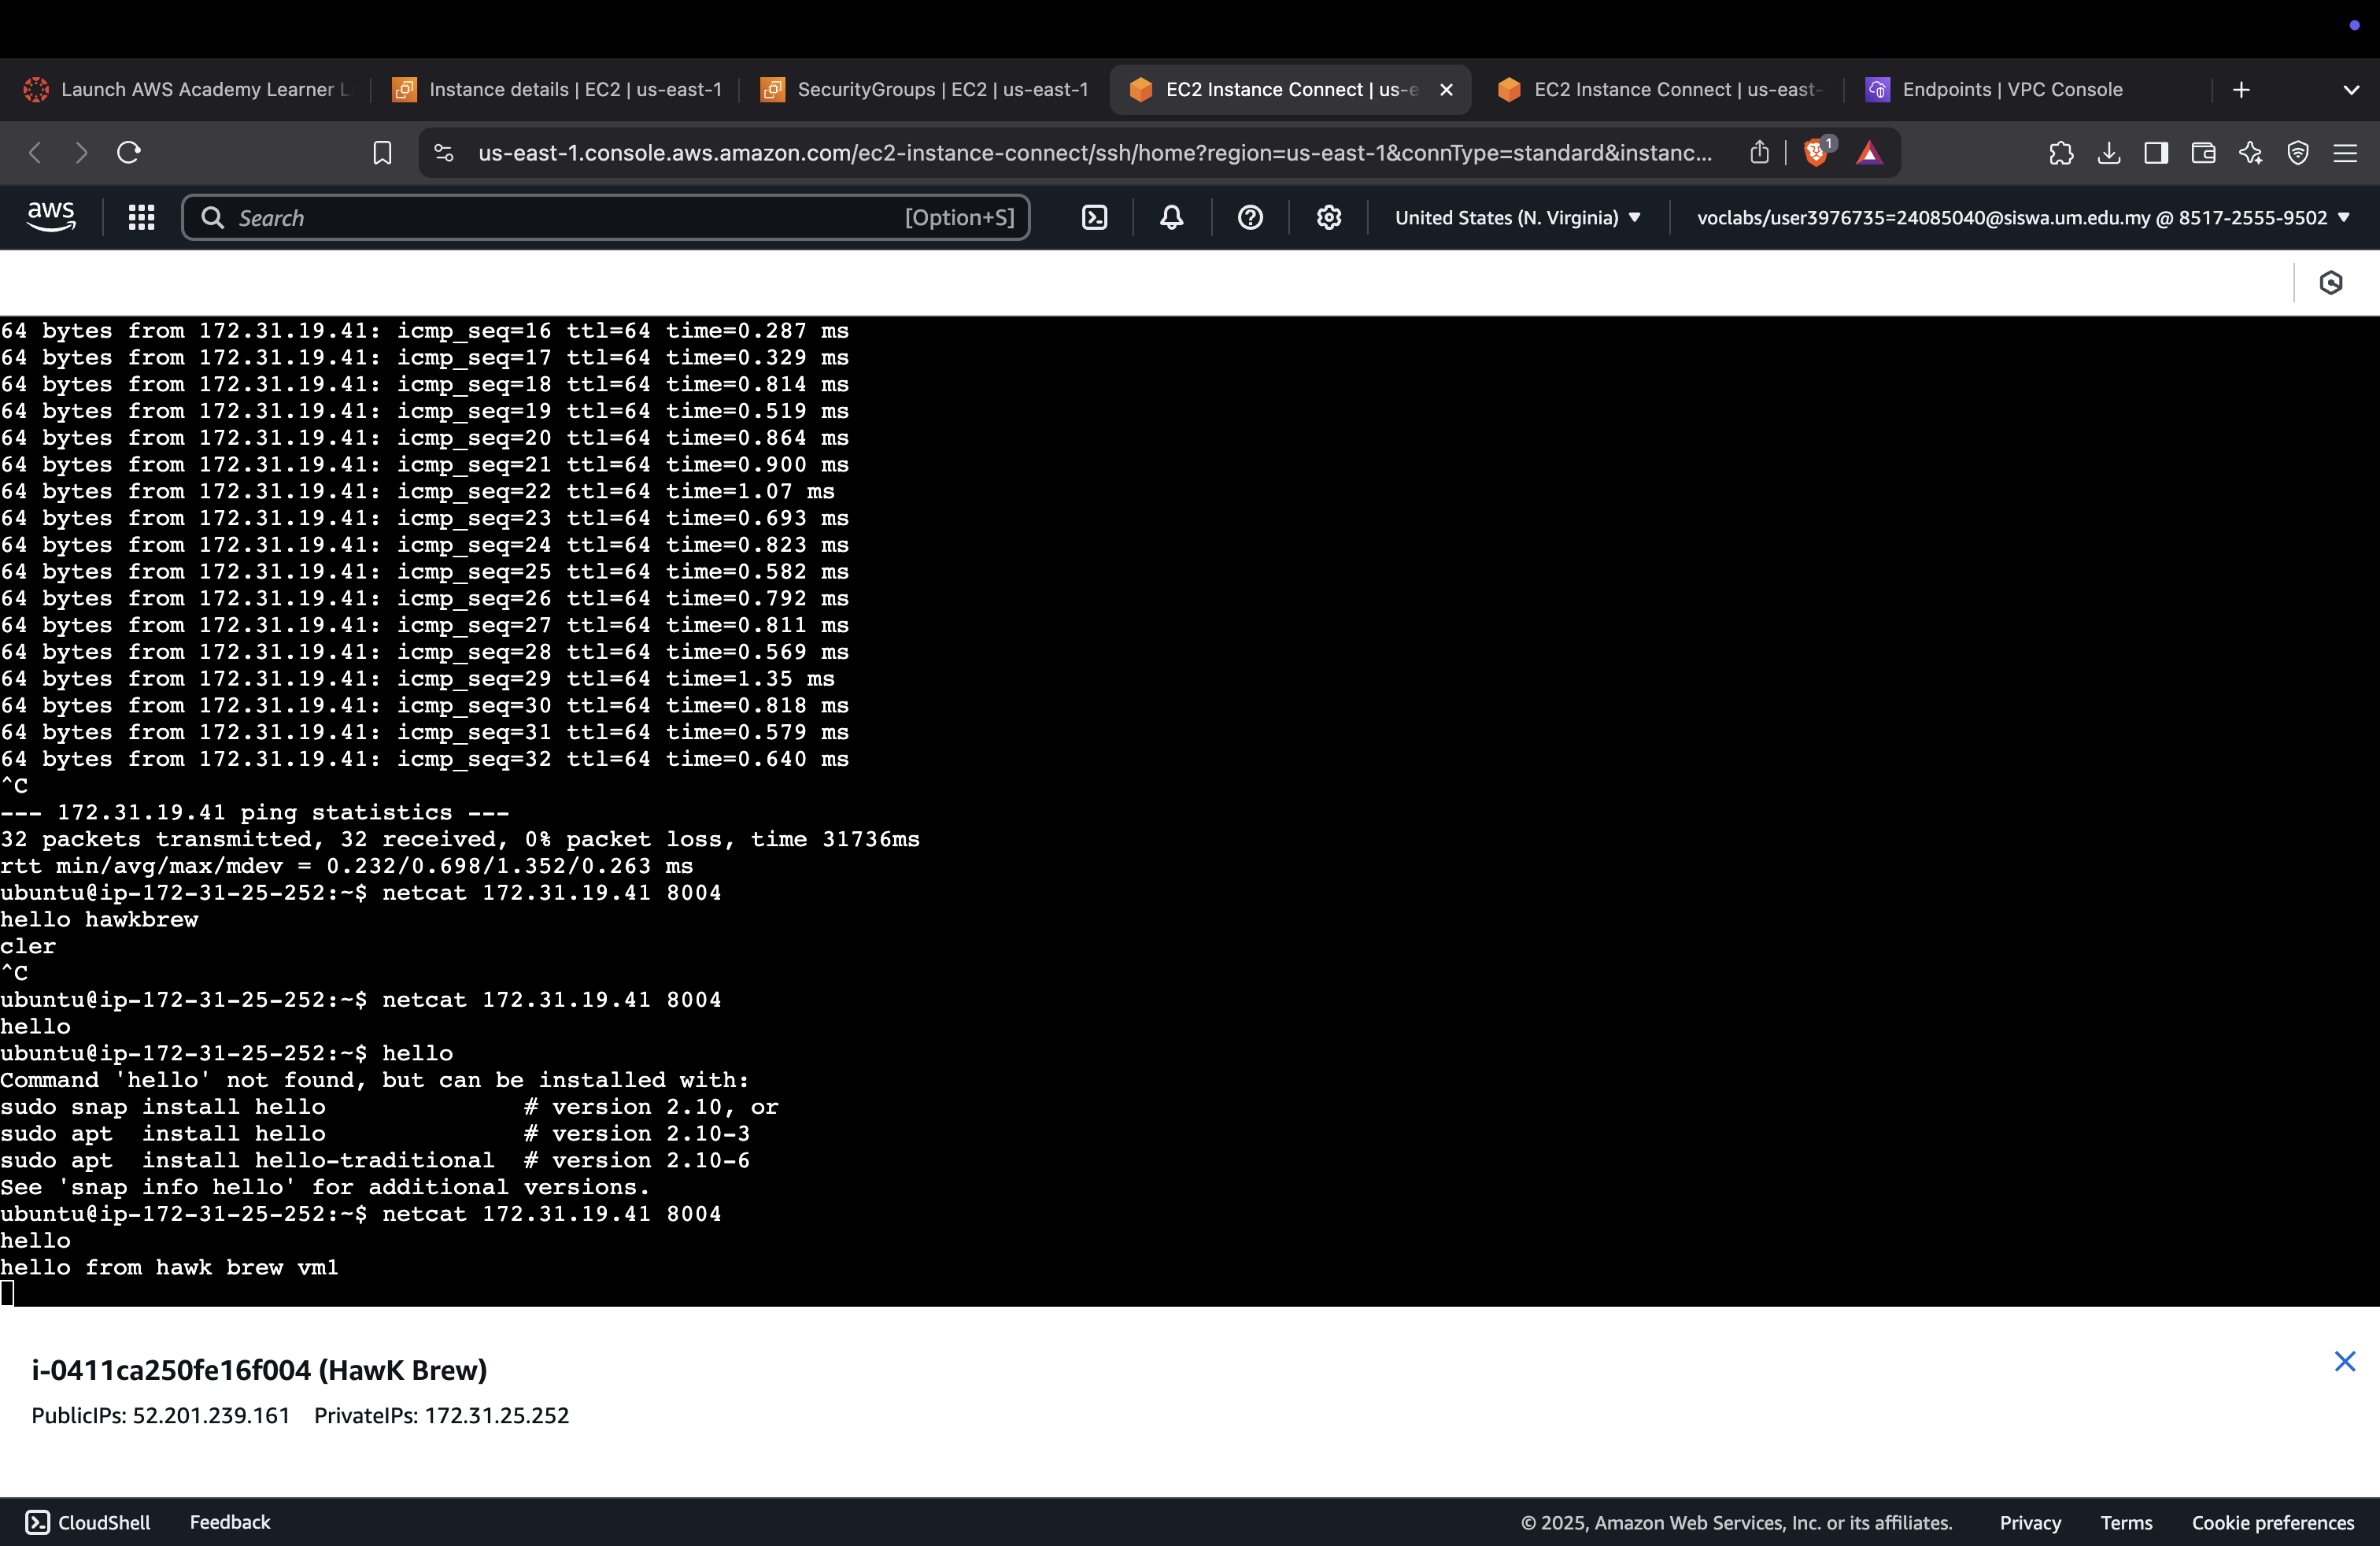 Launch AWS Academy Learner L
Instance details | EC2 | us-east-1
SecurityGroups | EC2 | us-east-1
EC2 Instance Connect | us-e
EC2 Instance Connect | us-east-
Endpoints | VPC Console
us-east-1.console.aws.amazon.com/ec2-instance-connect/ssh/home?region=us-east-1&connType=standard&instanc...
1
aws
Search
[Option+S]
United States (N. Virginia)
voclabs/user3976735=24085040@siswa.um.edu.my @ 8517-2555-9502
64 bytes from 172.31.19.41: icmp_seq=16 ttl=64 time=0.287 ms
64 bytes from 172.31.19.41: icmp_seq=17 ttl=64 time=0.329 ms
64 bytes from 172.31.19.41: icmp_seq=18 ttl=64 time=0.814 ms
64 bytes from 172.31.19.41: icmp_seq=19 ttl=64 time=0.519 ms
64 bytes from 172.31.19.41: icmp_seq=20 ttl=64 time=0.864 ms
64 bytes from 172.31.19.41: icmp_seq=21 ttl=64 time=0.900 ms
64 bytes from 172.31.19.41: icmp_seq=22 ttl=64 time=1.07 ms
64 bytes from 172.31.19.41: icmp_seq=23 ttl=64 time=0.693 ms
64 bytes from 172.31.19.41: icmp_seq=24 ttl=64 time=0.823 ms
64 bytes from 172.31.19.41: icmp_seq=25 ttl=64 time=0.582 ms
64 bytes from 172.31.19.41: icmp_seq=26 ttl=64 time=0.792 ms
64 bytes from 172.31.19.41: icmp_seq=27 ttl=64 time=0.811 ms
64 bytes from 172.31.19.41: icmp_seq=28 ttl=64 time=0.569 ms
64 bytes from 172.31.19.41: icmp_seq=29 ttl=64 time=1.35 ms
64 bytes from 172.31.19.41: icmp_seq=30 ttl=64 time=0.818 ms
64 bytes from 172.31.19.41: icmp_seq=31 ttl=64 time=0.579 ms
64 bytes from 172.31.19.41: icmp_seq=32 ttl=64 time=0.640 ms
^C
--- 172.31.19.41 ping statistics ---
32 packets transmitted, 32 received, 0% packet loss, time 31736ms
rtt min/avg/max/mdev = 0.232/0.698/1.352/0.263 ms
ubuntu@ip-172-31-25-252:~$ netcat 172.31.19.41 8004
hello hawkbrew
cler
^C
ubuntu@ip-172-31-25-252:~$ netcat 172.31.19.41 8004
hello
ubuntu@ip-172-31-25-252:~$ hello
Command 'hello' not found, but can be installed with:
sudo snap install hello              # version 2.10, or
sudo apt  install hello              # version 2.10-3
sudo apt  install hello-traditional  # version 2.10-6
See 'snap info hello' for additional versions.
ubuntu@ip-172-31-25-252:~$ netcat 172.31.19.41 8004
hello
hello from hawk brew vm1
i-0411ca250fe16f004 (HawK Brew)
PublicIPs: 52.201.239.161 PrivateIPs: 172.31.25.252
CloudShell
Feedback
© 2025, Amazon Web Services, Inc. or its affiliates.
Privacy
Terms
Cookie preferences